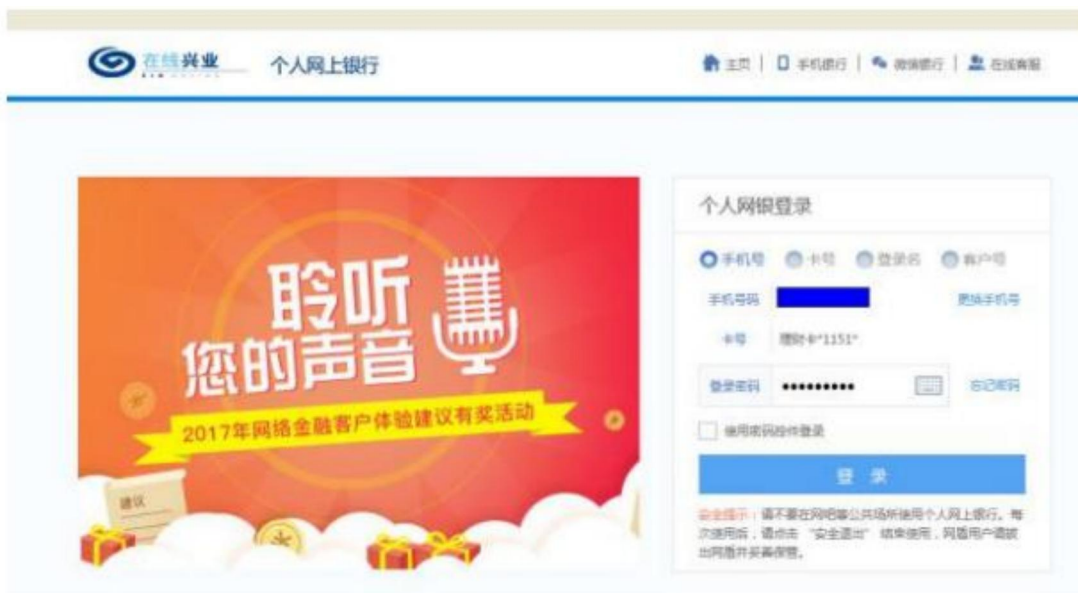 在线兴业
个人网上银行
主页 | 手机银行 | 微信银行 | 在线客服
聆听
您的声音
2017年网络金融客户体验建议有奖活动
建议
个人网银登录
手机号 卡号 登录名 客户号
手机号码 更换手机号
卡号 理财卡*1151*
登录密码 ●●●●●●●●● 忘记密码
使用密码控件登录
登 录
安全提示:请不要在网吧等公共场所使用个人网上银行。每
次使用后,请点击 “安全退出” 结束使用,网盾用户请拔
出网盾并妥善保管。